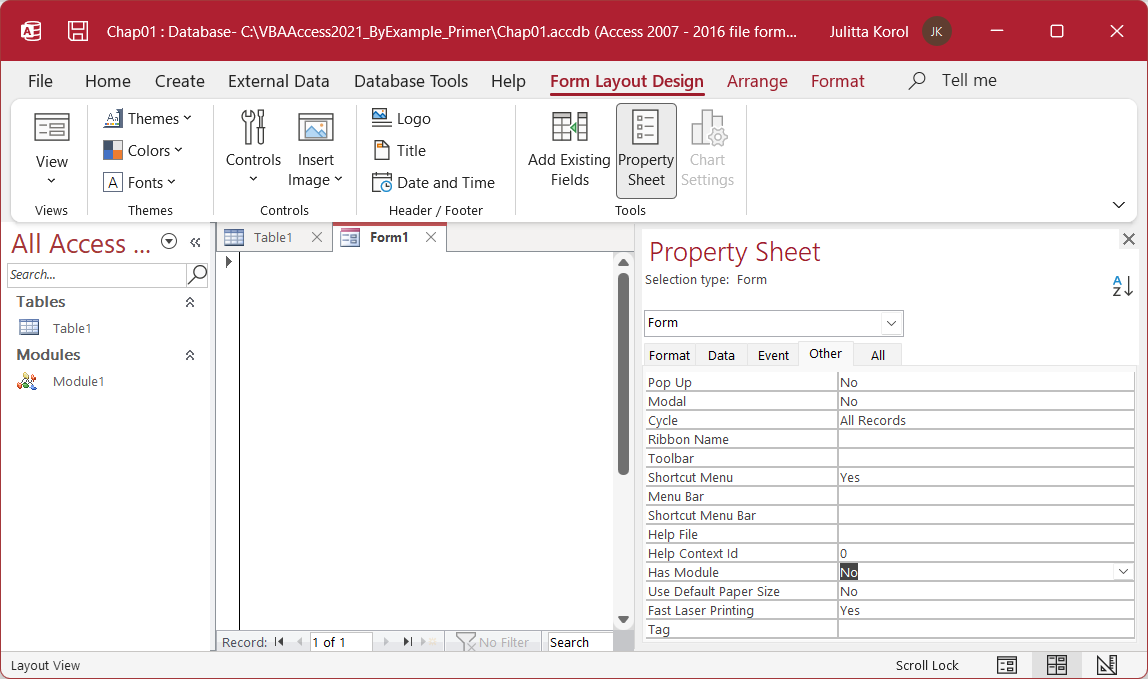 Chap01 : Database- C:\VBAAccess2021_ByExample_Primer\Chap01.accdb (Access 2007 - 2016 file form... Julitta Korol JK
File Home Create External Data Database Tools Help Form Layout Design Arrange Format Tell me
View
Views
Themes
Colors
Aa Fonts
Themes
Controls
Insert
Image
Controls
Logo
Title
Date and Time
Header / Footer
Add Existing
Fields
Property
Sheet
Chart
Settings
Tools
All Access ...
Search...
Tables
Table1
Modules
Module1
Table1 Form1
Record: 1 of 1 No Filter Search
Property Sheet
Selection type: Form
A
Z
Form
Format Data Event Other All
Pop Up No
Modal No
Cycle All Records
Ribbon Name
Toolbar
Shortcut Menu Yes
Menu Bar
Shortcut Menu Bar
Help File
Help Context Id 0
Has Module No
Use Default Paper Size No
Fast Laser Printing Yes
Tag
Layout View Scroll Lock